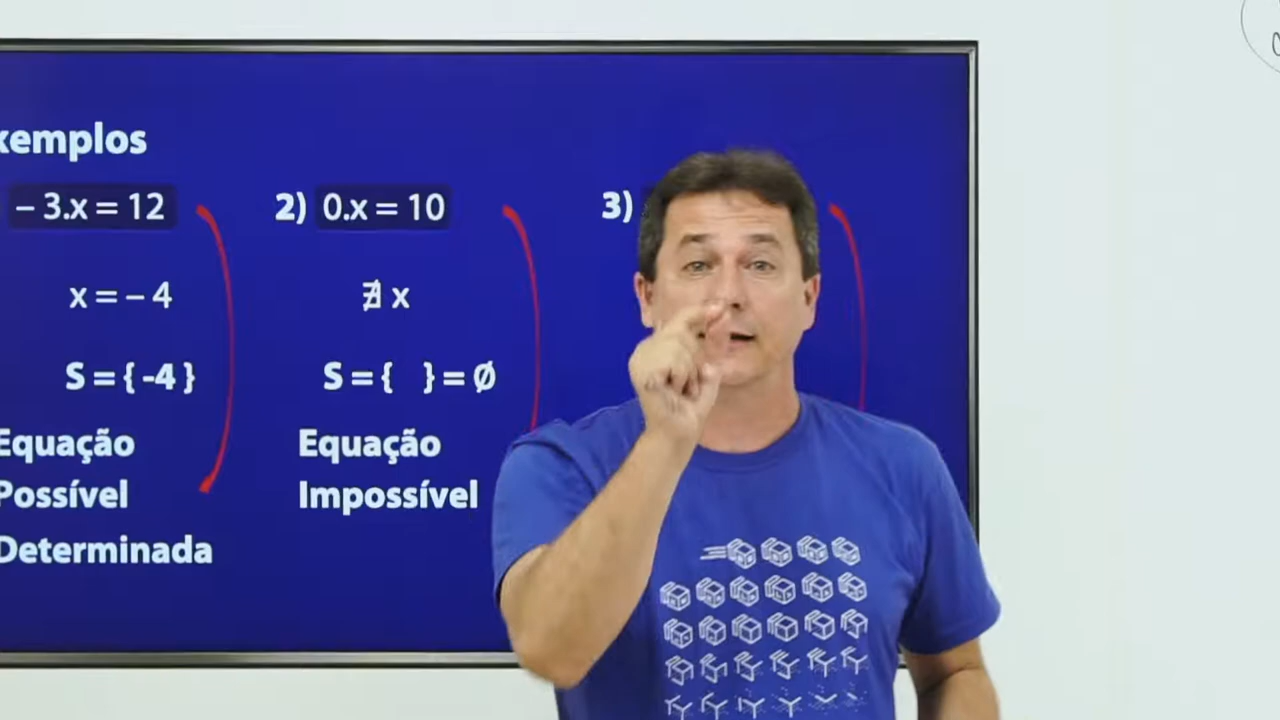 xemplos
– 3.x = 12
x = – 4
S = { -4 }
Equação
Possível
Determinada
2) 0.x = 10
∄ x
S = {   } = Ø
Equação
Impossível
3)